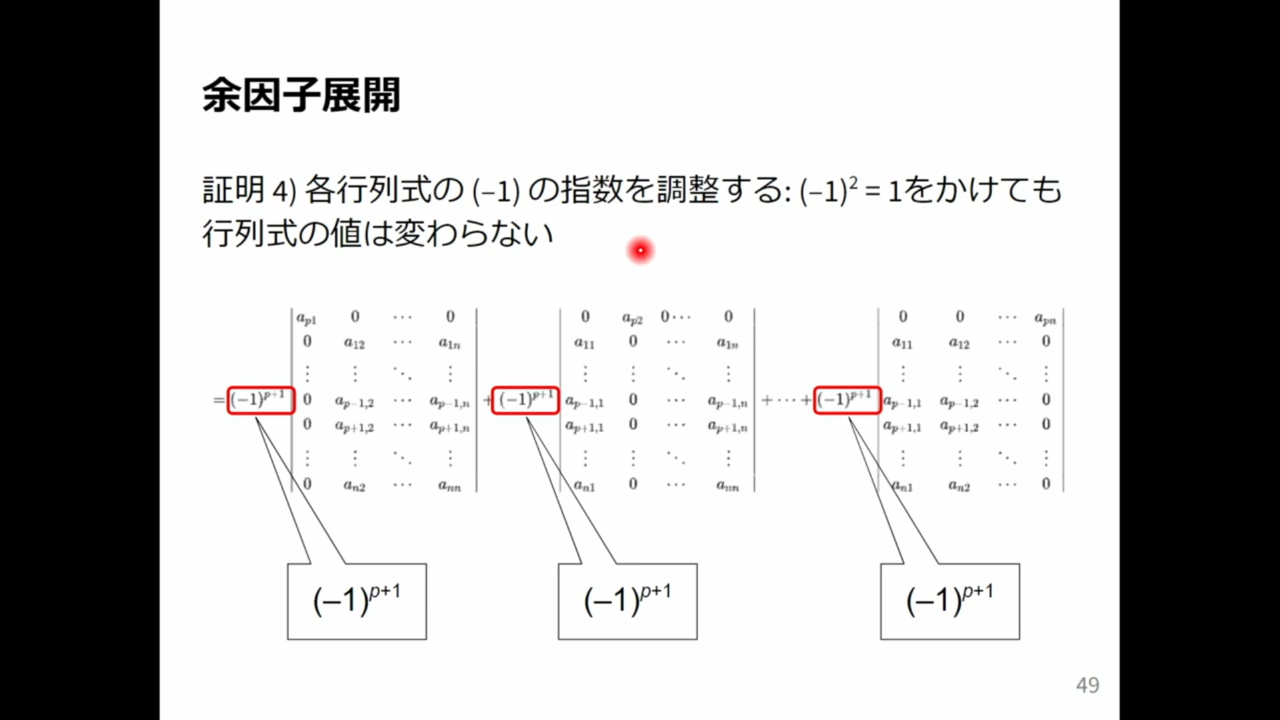 余因子展開
証明 4) 各行列式の (–1) の指数を調整する: (–1)² = 1をかけても
行列式の値は変わらない
a_{p1} 0 ⋯ 0 0 a_{p2} 0⋯ 0 0 0 ⋯ a_{pn}
0 a_{12} ⋯ a_{1n} a_{11} 0 ⋯ a_{1n} a_{11} a_{12} ⋯ 0
⋮ ⋮ ⋱ ⋮ ⋮ ⋮ ⋱ ⋮ ⋮ ⋮ ⋱ ⋮
=(−1)^{p+1} 0 a_{p−1,2} ⋯ a_{p−1,n} +(−1)^{p+1} a_{p−1,1} 0 ⋯ a_{p−1,n} +⋯+(−1)^{p+1} a_{p−1,1} a_{p−1,2} ⋯ 0
0 a_{p+1,2} ⋯ a_{p+1,n} a_{p+1,1} 0 ⋯ a_{p+1,n} a_{p+1,1} a_{p+1,2} ⋯ 0
⋮ ⋮ ⋱ ⋮ ⋮ ⋮ ⋱ ⋮ ⋮ ⋮ ⋱ ⋮
0 a_{n2} ⋯ a_{nn} a_{n1} 0 ⋯ a_{nn} a_{n1} a_{n2} ⋯ 0
(–1)^{p+1} (–1)^{p+1} (–1)^{p+1}
49